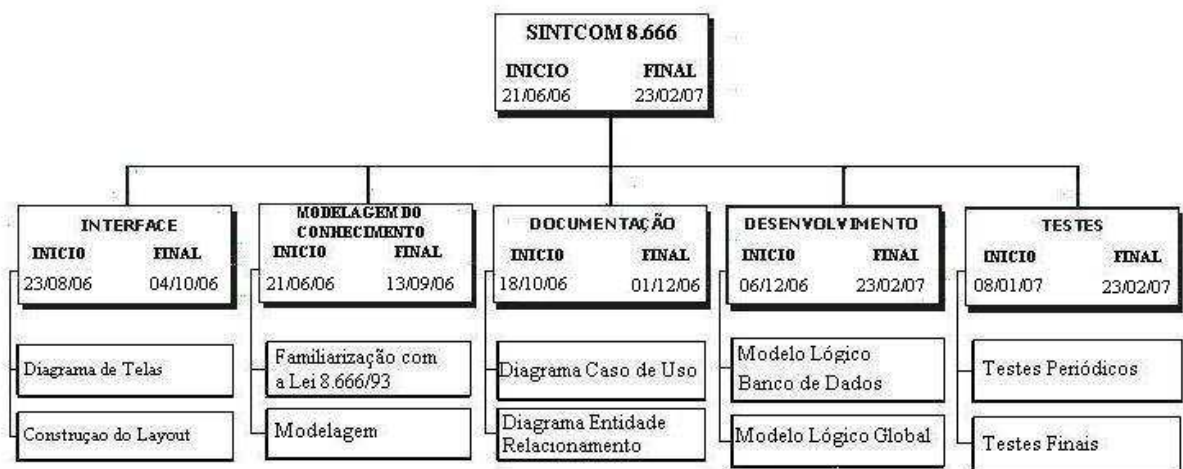 SINTCOM 8.666
INICIO FINAL
21/06/06 23/02/07
INTERFACE
INICIO FINAL
23/08/06 04/10/06
Diagrama de Telas
Construçao do Layout
MODELAGEM DO
CONHECIMENTO
INICIO FINAL
21/06/06 13/09/06
Familiarização com
a Lei 8.666/93
Modelagem
DOCUMENTAÇÃO
INICIO FINAL
18/10/06 01/12/06
Diagrama Caso de Uso
Diagrama Entidade
Relacionamento
DESENVOLVIMENTO
INICIO FINAL
06/12/06 23/02/07
Modelo Lógico
Banco de Dados
Modelo Lógico Global
TESTES
INICIO FINAL
08/01/07 23/02/07
Testes Periódicos
Testes Finais